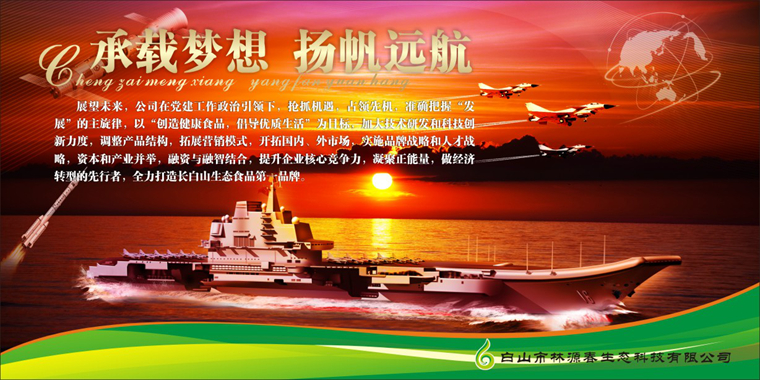 承载梦想 扬帆远航
Cheng zai meng xiang yang fan yuan hang
展望未来，公司在党建工作政治引领下，抢抓机遇，占领先机，准确把握“发
展”的主旋律，以“创造健康食品，倡导优质生活”为目标，加大技术研发和科技创
新力度，调整产品结构，拓展营销模式，开拓国内、外市场，实施品牌战略和人才战
略，资本和产业并举，融资与融智结合，提升企业核心竞争力，凝聚正能量，做经济
转型的先行者，全力打造长白山生态食品第一品牌。
16
白山市林源春生态科技有限公司